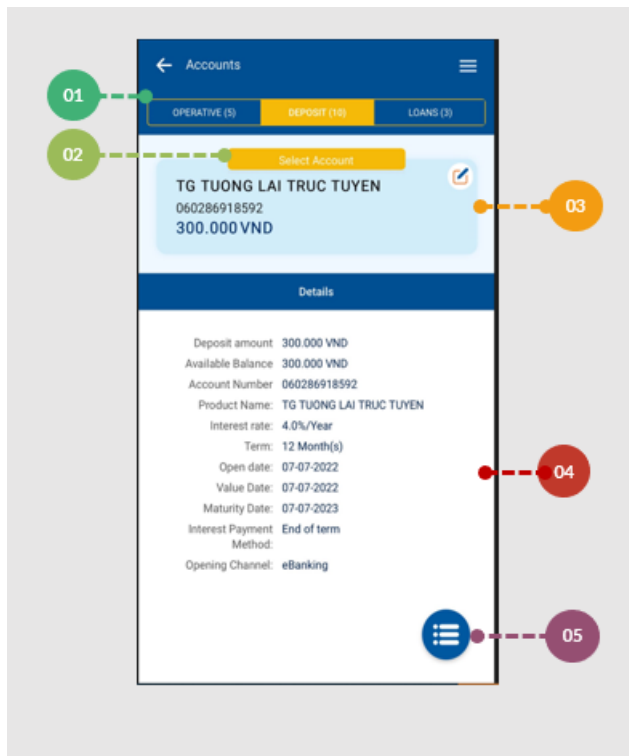 Accounts
01
OPERATIVE (5) DEPOSIT (10) LOANS (3)
02
Select Account
TG TUONG LAI TRUC TUYEN
060286918592
03
300.000 VND
Details
Deposit amount 300.000 VND
Available Balance 300.000 VND
Account Number 060286918592
Product Name: TG TUONG LAI TRUC TUYEN
Interest rate: 4.0%/Year
Term: 12 Month(s)
04
Open date: 07-07-2022
Value Date: 07-07-2022
Maturity Date: 07-07-2023
Interest Payment End of term
Method:
Opening Channel: eBanking
05